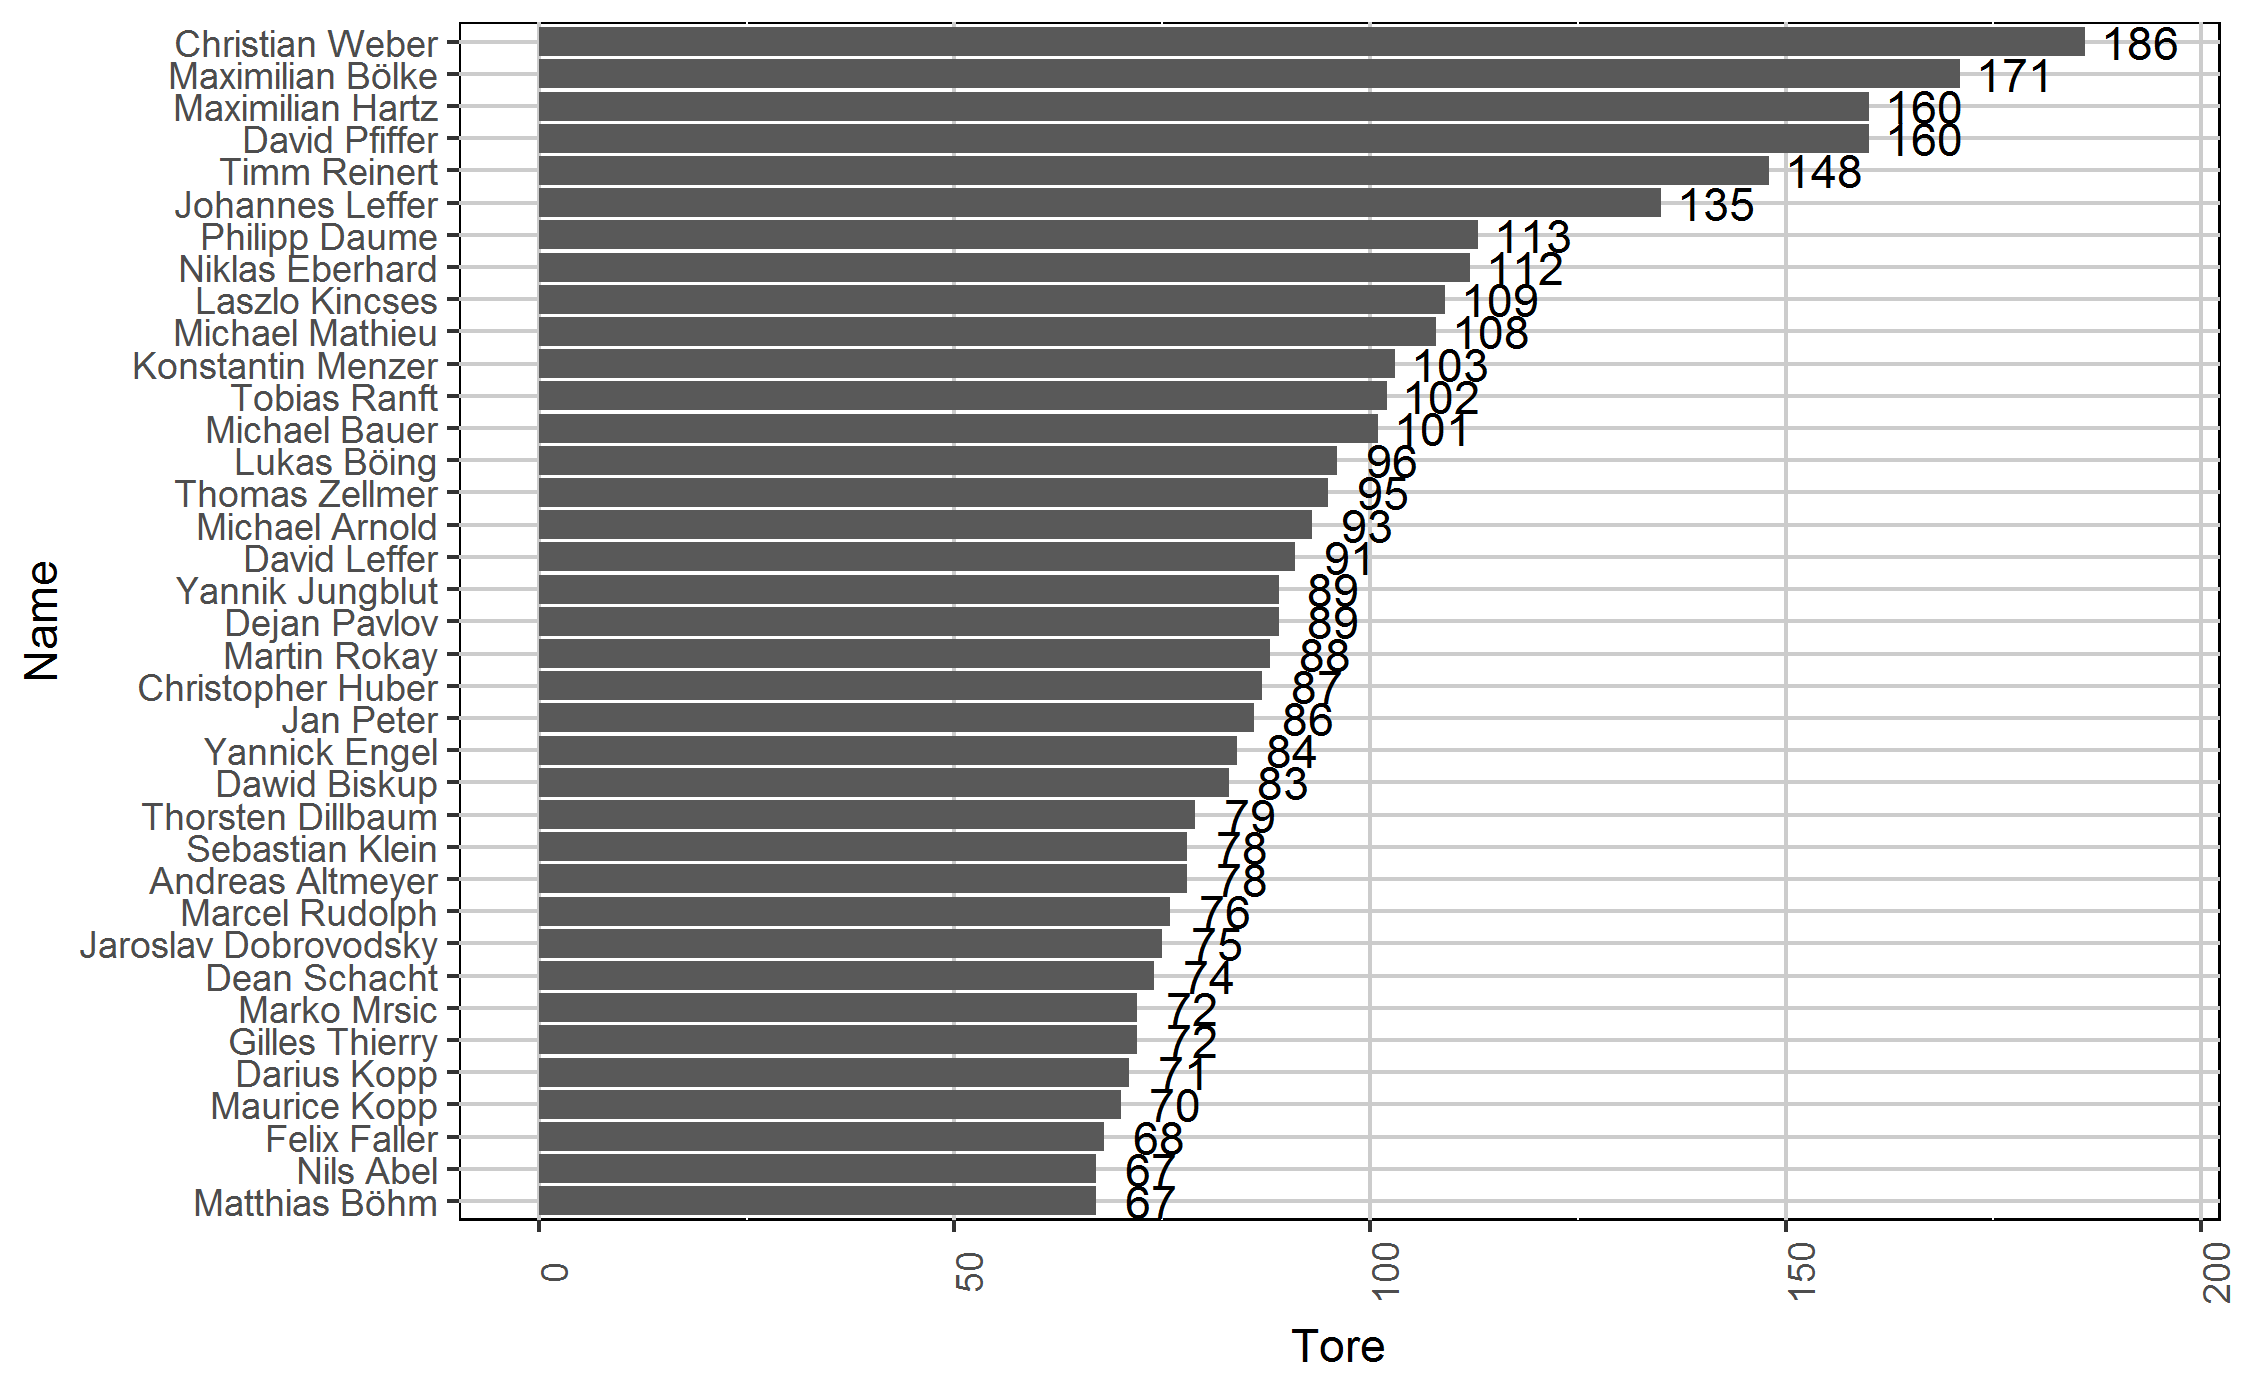 Name
Christian Weber 186
Maximilian Bölke 171
Maximilian Hartz 160
David Pfiffer 160
Timm Reinert 148
Johannes Leffer 135
Philipp Daume 113
Niklas Eberhard 112
Laszlo Kincses 109
Michael Mathieu 108
Konstantin Menzer 103
Tobias Ranft 102
Michael Bauer 101
Lukas Böing 96
Thomas Zellmer 95
Michael Arnold 93
David Leffer 91
Yannik Jungblut 89
Dejan Pavlov 89
Martin Rokay 88
Christopher Huber 87
Jan Peter 86
Yannick Engel 84
Dawid Biskup 83
Thorsten Dillbaum 79
Sebastian Klein 78
Andreas Altmeyer 78
Marcel Rudolph 76
Jaroslav Dobrovodsky 75
Dean Schacht 74
Marko Mrsic 72
Gilles Thierry 72
Darius Kopp 71
Maurice Kopp 70
Felix Faller 68
Nils Abel 67
Matthias Böhm 67
0 50 100 150 200
Tore